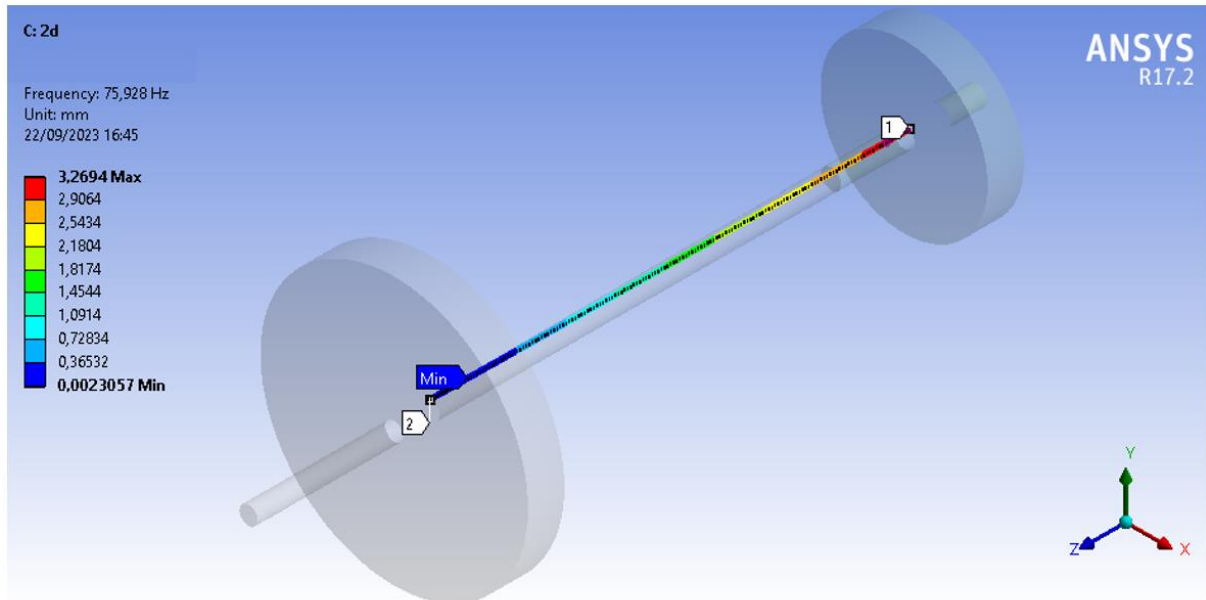 C: 2d
Frequency: 75,928 Hz
Unit: mm
22/09/2023 16:45
3,2694 Max
2,9064
2,5434
2,1804
1,8174
1,4544
1,0914
0,72834
0,36532
0,0023057 Min
ANSYS
R17.2
1
Min
2
Y
Z
X